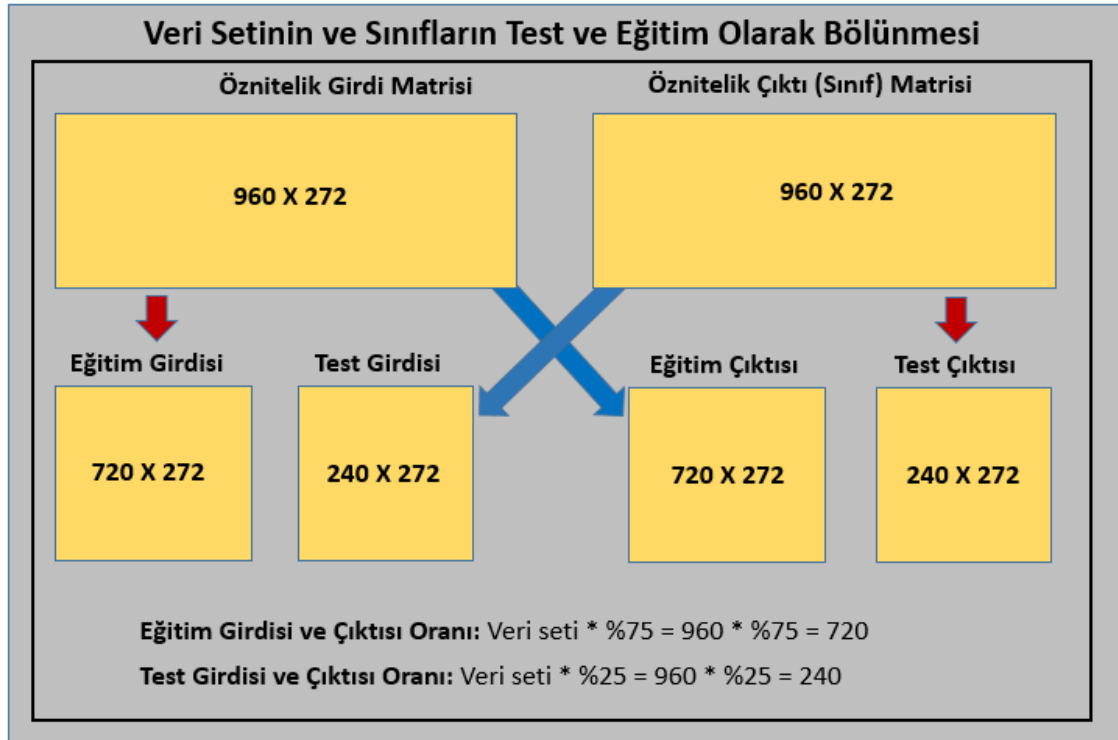 Veri Setinin ve Sınıfların Test ve Eğitim Olarak Bölünmesi
Öznitelik Girdi Matrisi
Öznitelik Çıktı (Sınıf) Matrisi
960 X 272
960 X 272
Eğitim Girdisi
Test Girdisi
Eğitim Çıktısı
Test Çıktısı
720 X 272
240 X 272
720 X 272
240 X 272
Eğitim Girdisi ve Çıktısı Oranı: Veri seti * %75 = 960 * %75 = 720
Test Girdisi ve Çıktısı Oranı: Veri seti * %25 = 960 * %25 = 240